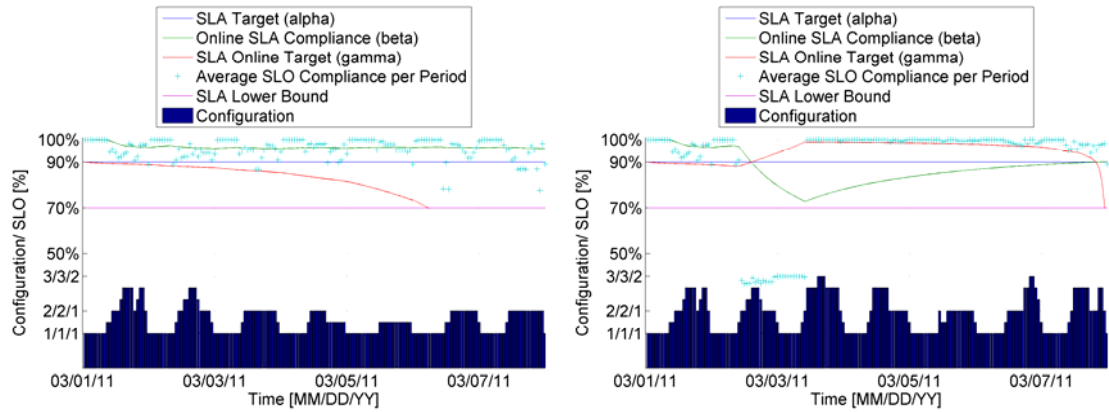 SLA Target (alpha)
Online SLA Compliance (beta)
SLA Online Target (gamma)
Average SLO Compliance per Period
SLA Lower Bound
Configuration
100%
90%
70%
50%
3/3/2
2/2/1
1/1/1
Configuration/ SLO [%]
03/01/11 03/03/11 03/05/11 03/07/11
Time [MM/DD/YY]
SLA Target (alpha)
Online SLA Compliance (beta)
SLA Online Target (gamma)
Average SLO Compliance per Period
SLA Lower Bound
Configuration
100%
90%
70%
50%
3/3/2
2/2/1
1/1/1
Configuration/ SLO [%]
03/01/11 03/03/11 03/05/11 03/07/11
Time [MM/DD/YY]